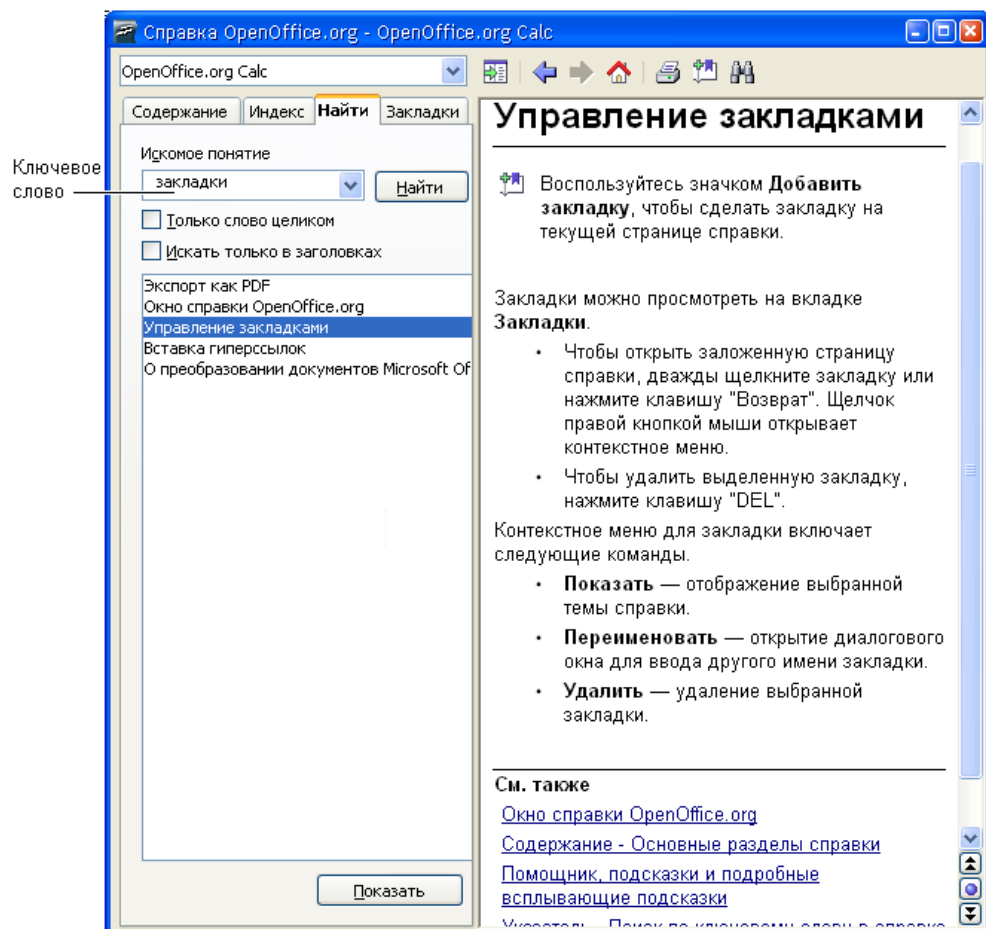 Справка OpenOffice.org - OpenOffice.org Calc
OpenOffice.org Calc
Содержание Индекс Найти Закладки
Ключевое
слово
Искомое понятие
закладки
Найти
Только слово целиком
Искать только в заголовках
Экспорт как PDF
Окно справки OpenOffice.org
Управление закладками
Вставка гиперссылок
О преобразовании документов Microsoft Of
Показать
Управление закладками
Воспользуйтесь значком Добавить
закладку, чтобы сделать закладку на
текущей странице справки.
Закладки можно просмотреть на вкладке
Закладки.
• Чтобы открыть заложенную страницу
справки, дважды щелкните закладку или
нажмите клавишу "Возврат". Щелчок
правой кнопкой мыши открывает
контекстное меню.
• Чтобы удалить выделенную закладку,
нажмите клавишу "DEL".
Контекстное меню для закладки включает
следующие команды.
• Показать — отображение выбранной
темы справки.
• Переименовать — открытие диалогового
окна для ввода другого имени закладки.
• Удалить — удаление выбранной
закладки.
См. также
Окно справки OpenOffice.org
Содержание - Основные разделы справки
Помощник, подсказки и подробные
всплывающие подсказки
Указатель - Поиск по ключевому слову в справке